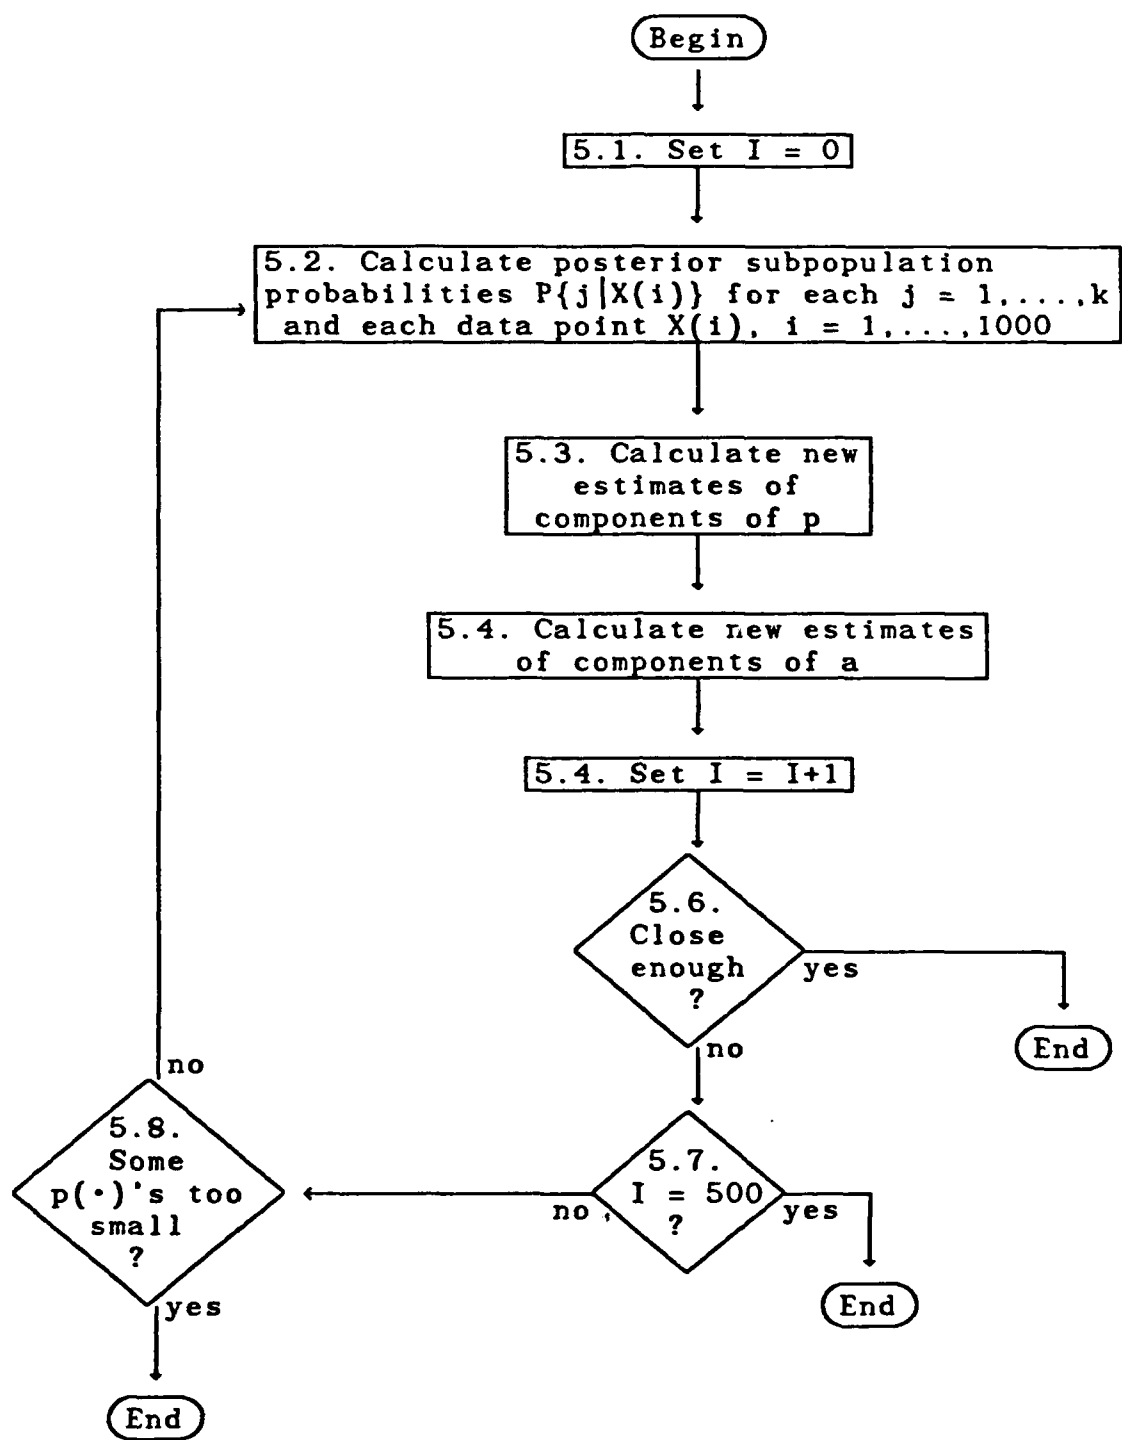 Begin
5.1. Set I = 0
5.2. Calculate posterior subpopulation
probabilities P{j|X(i)} for each j = 1,...,k
and each data point X(i), i = 1,...,1000
5.3. Calculate new
estimates of
components of p
5.4. Calculate new estimates
of components of a
5.4. Set I = I+1
5.6.
Close
enough
?
yes
End
no
5.7.
I = 500
?
yes
End
no
5.8.
Some
p(·)'s too
small
?
no
yes
End